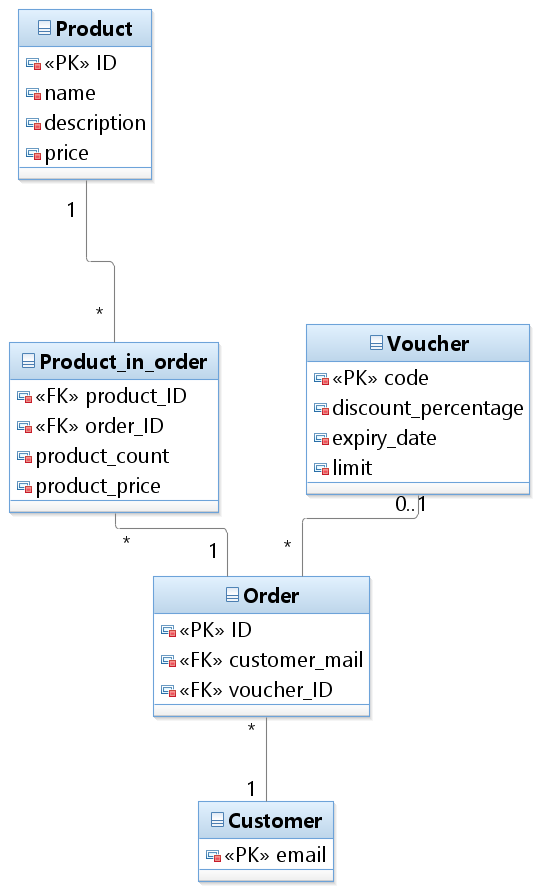 Product
«PK» ID
name
description
price
1
*
Product_in_order
«FK» product_ID
«FK» order_ID
product_count
product_price
Voucher
«PK» code
discount_percentage
expiry_date
limit
0..1
*
1
*
Order
«PK» ID
«FK» customer_mail
«FK» voucher_ID
*
1
Customer
«PK» email